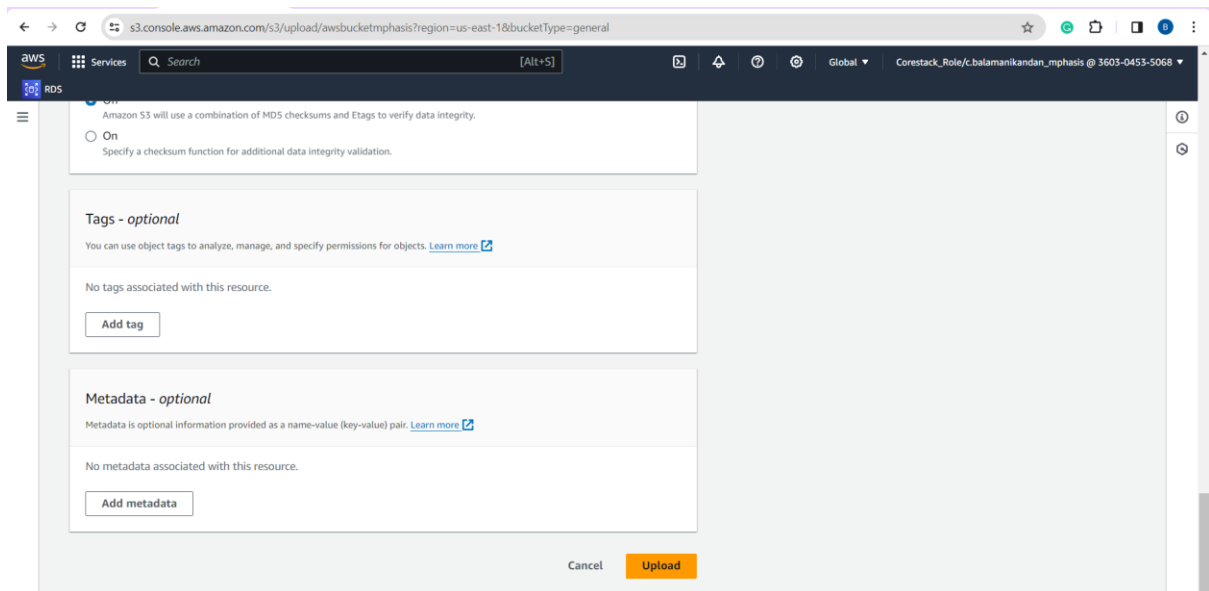 s3.console.aws.amazon.com/s3/upload/awsbucketmphasis?region=us-east-1&bucketType=general
B
aws Services Search [Alt+S] Global Corestack_Role/c.balamanikandan_mphasis @ 3603-0453-5068
RDS
Off
Amazon S3 will use a combination of MD5 checksums and Etags to verify data integrity.
On
Specify a checksum function for additional data integrity validation.
Tags - optional
You can use object tags to analyze, manage, and specify permissions for objects. Learn more
No tags associated with this resource.
Add tag
Metadata - optional
Metadata is optional information provided as a name-value (key-value) pair. Learn more
No metadata associated with this resource.
Add metadata
Cancel Upload